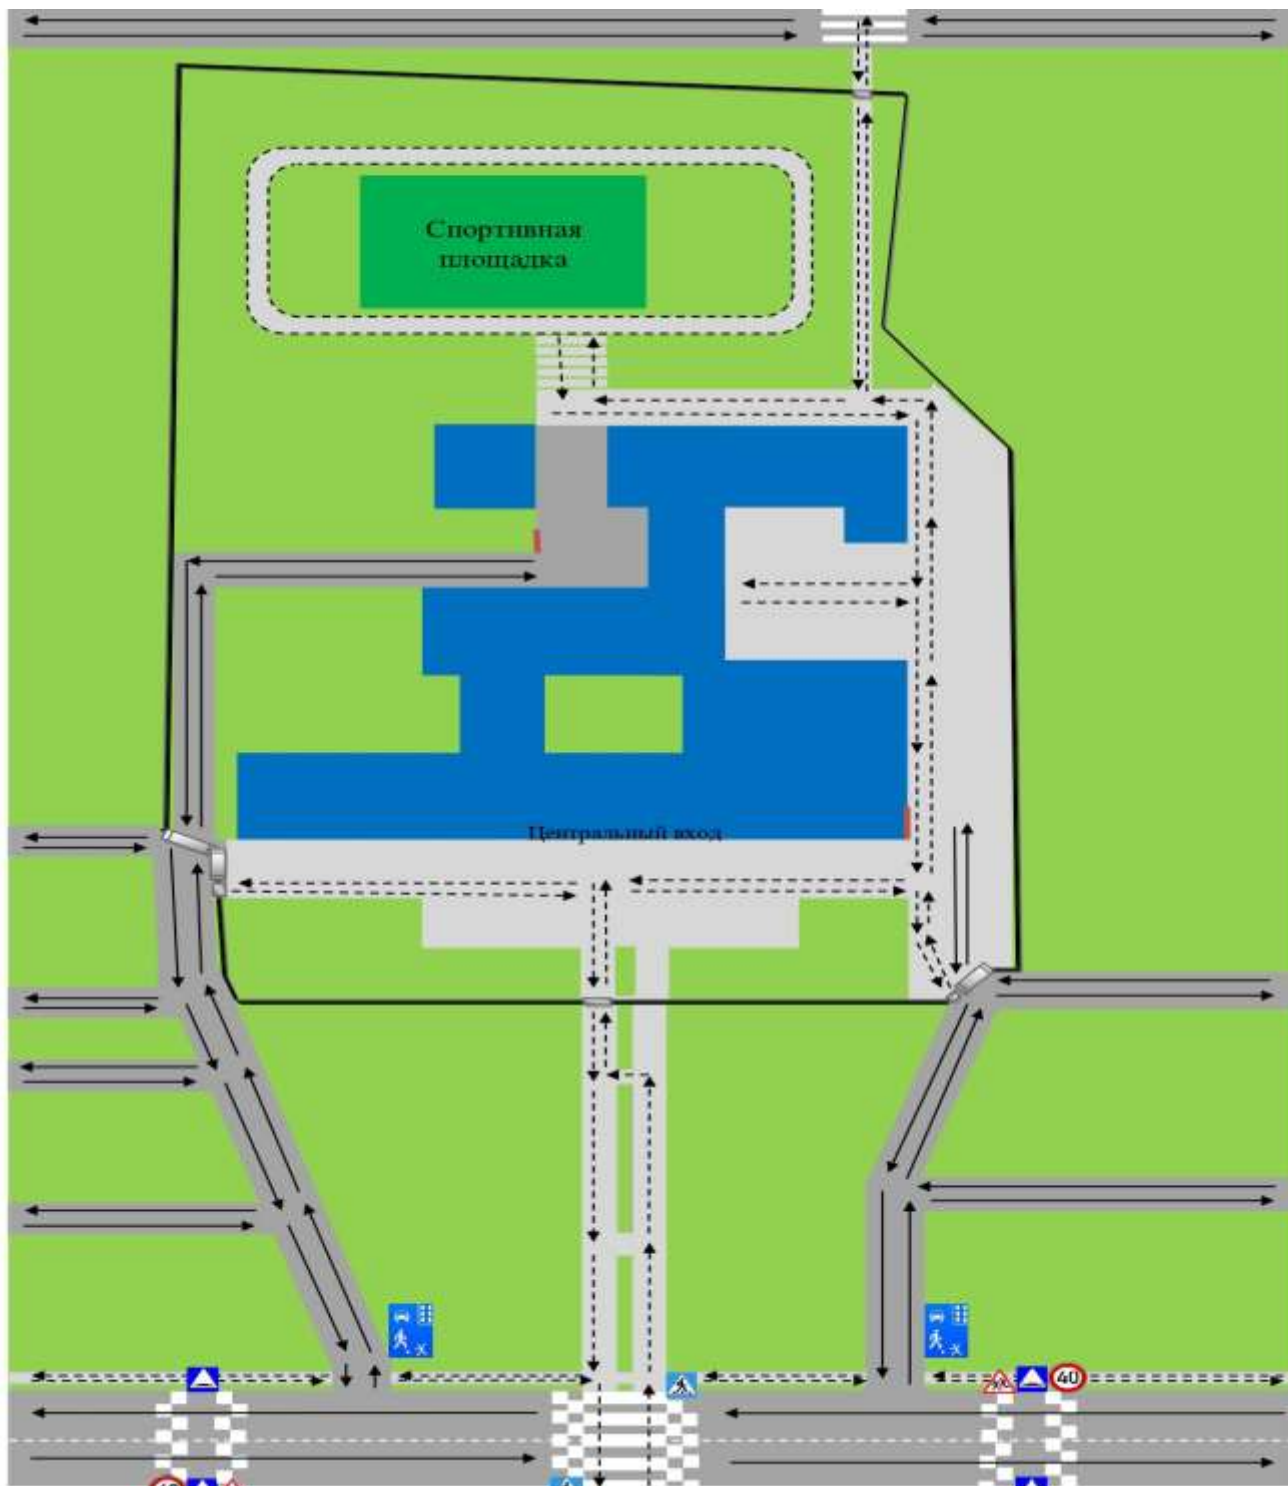 Спортивная
площадка
Центральный вход
40